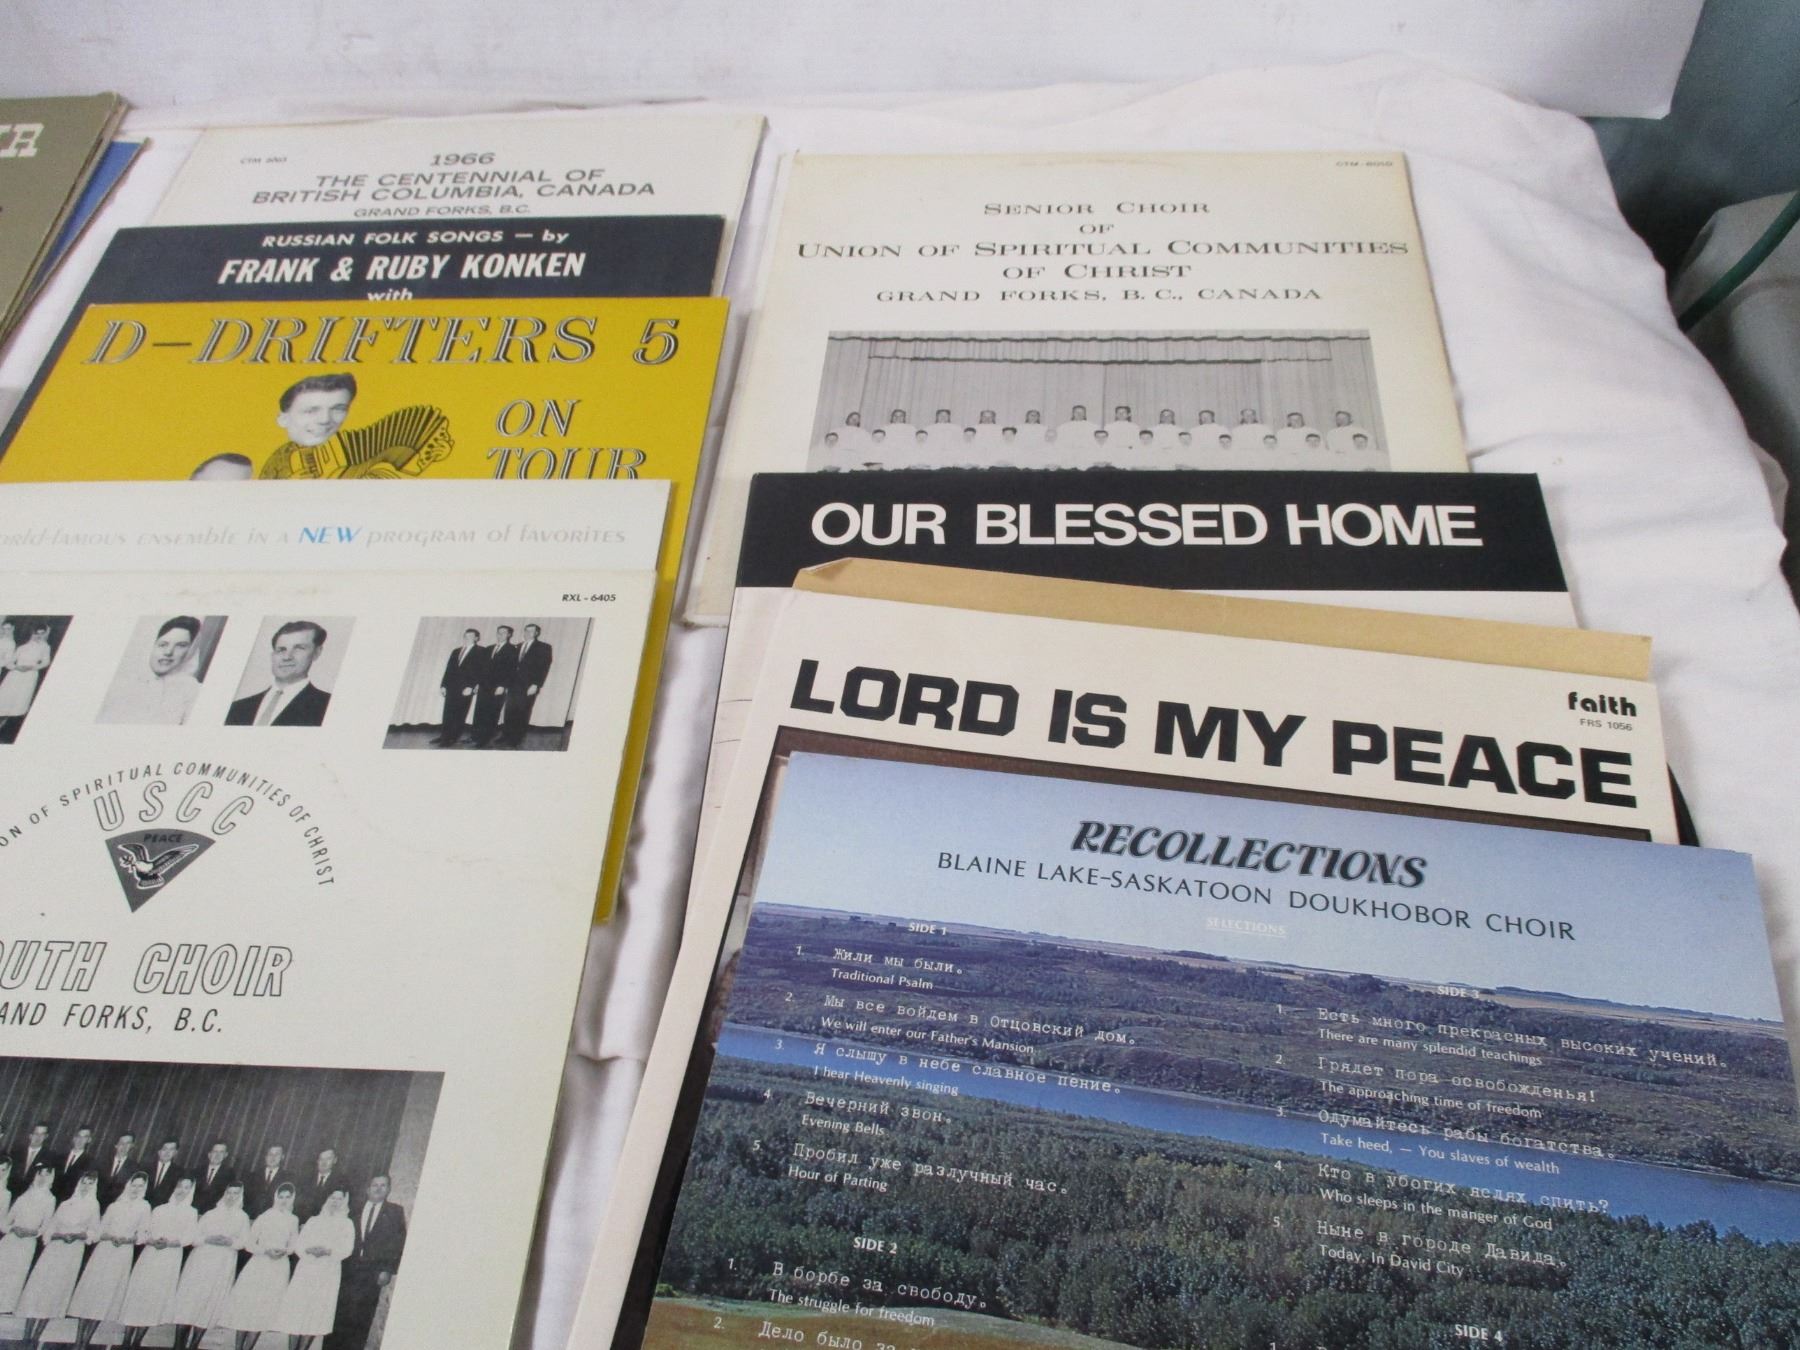 1966
THE CENTENNIAL OF
BRITISH COLUMBIA, CANADA
GRAND FORKS, B.C.
RUSSIAN FOLK SONGS — by
FRANK & RUBY KONKEN
with
D-DRIFTERS 5
ON
TOUR
FAMOUS ENSEMBLE IN A NEW PROGRAM OF FAVORITES
RXL-6405
OF SPIRITUAL COMMUNITIES OF CHRIST
USCC
PEACE
CHOIR
FORKS, B.C.
SENIOR CHOIR
OF
UNION OF SPIRITUAL COMMUNITIES
OF CHRIST
GRAND FORKS, B. C., CANADA
OUR BLESSED HOME
faith
FRS 1056
LORD IS MY PEACE
RECOLLECTIONS
BLAINE LAKE-SASKATOON DOUKHOBOR CHOIR
SELECTIONS
SIDE 1
1. Жили мы были.
Traditional Psalm
2. Мы все войдем в Отцовский дом.
We will enter our Father's Mansion
3. Я слышу в небе славное пение.
I hear Heavenly singing
4. Вечерний звон.
Evening Bells
5. Пробил уже разлучный час.
Hour of Parting
SIDE 2
1. В борбе за свободу.
The struggle for freedom
2. Дело было за
SIDE 3
1. Есть много прекрасных высоких учений.
There are many splendid teachings
2. Грядет пора освобожденья!
The approaching time of freedom
3. Одумайтесь рабы богатства.
Take heed, — You slaves of wealth
4. Кто в убогих яслях спить?
Who sleeps in the manger of God
5. Ныне в городе Давида.
Today, In David City
SIDE 4
1.